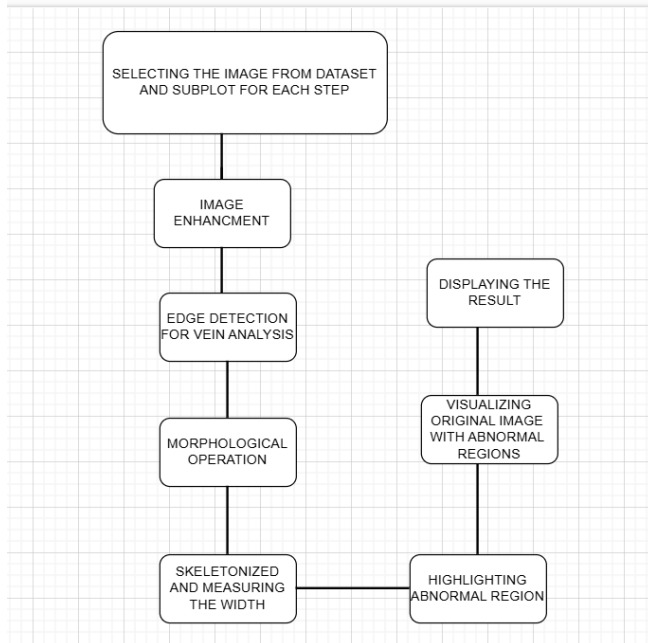 SELECTING THE IMAGE FROM DATASET
AND SUBPLOT FOR EACH STEP
IMAGE
ENHANCMENT
EDGE DETECTION
FOR VEIN ANALYSIS
MORPHOLOGICAL
OPERATION
SKELETONIZED
AND MEASURING
THE WIDTH
HIGHLIGHTING
ABNORMAL REGION
VISUALIZING
ORIGINAL IMAGE
WITH ABNORMAL
REGIONS
DISPLAYING THE
RESULT